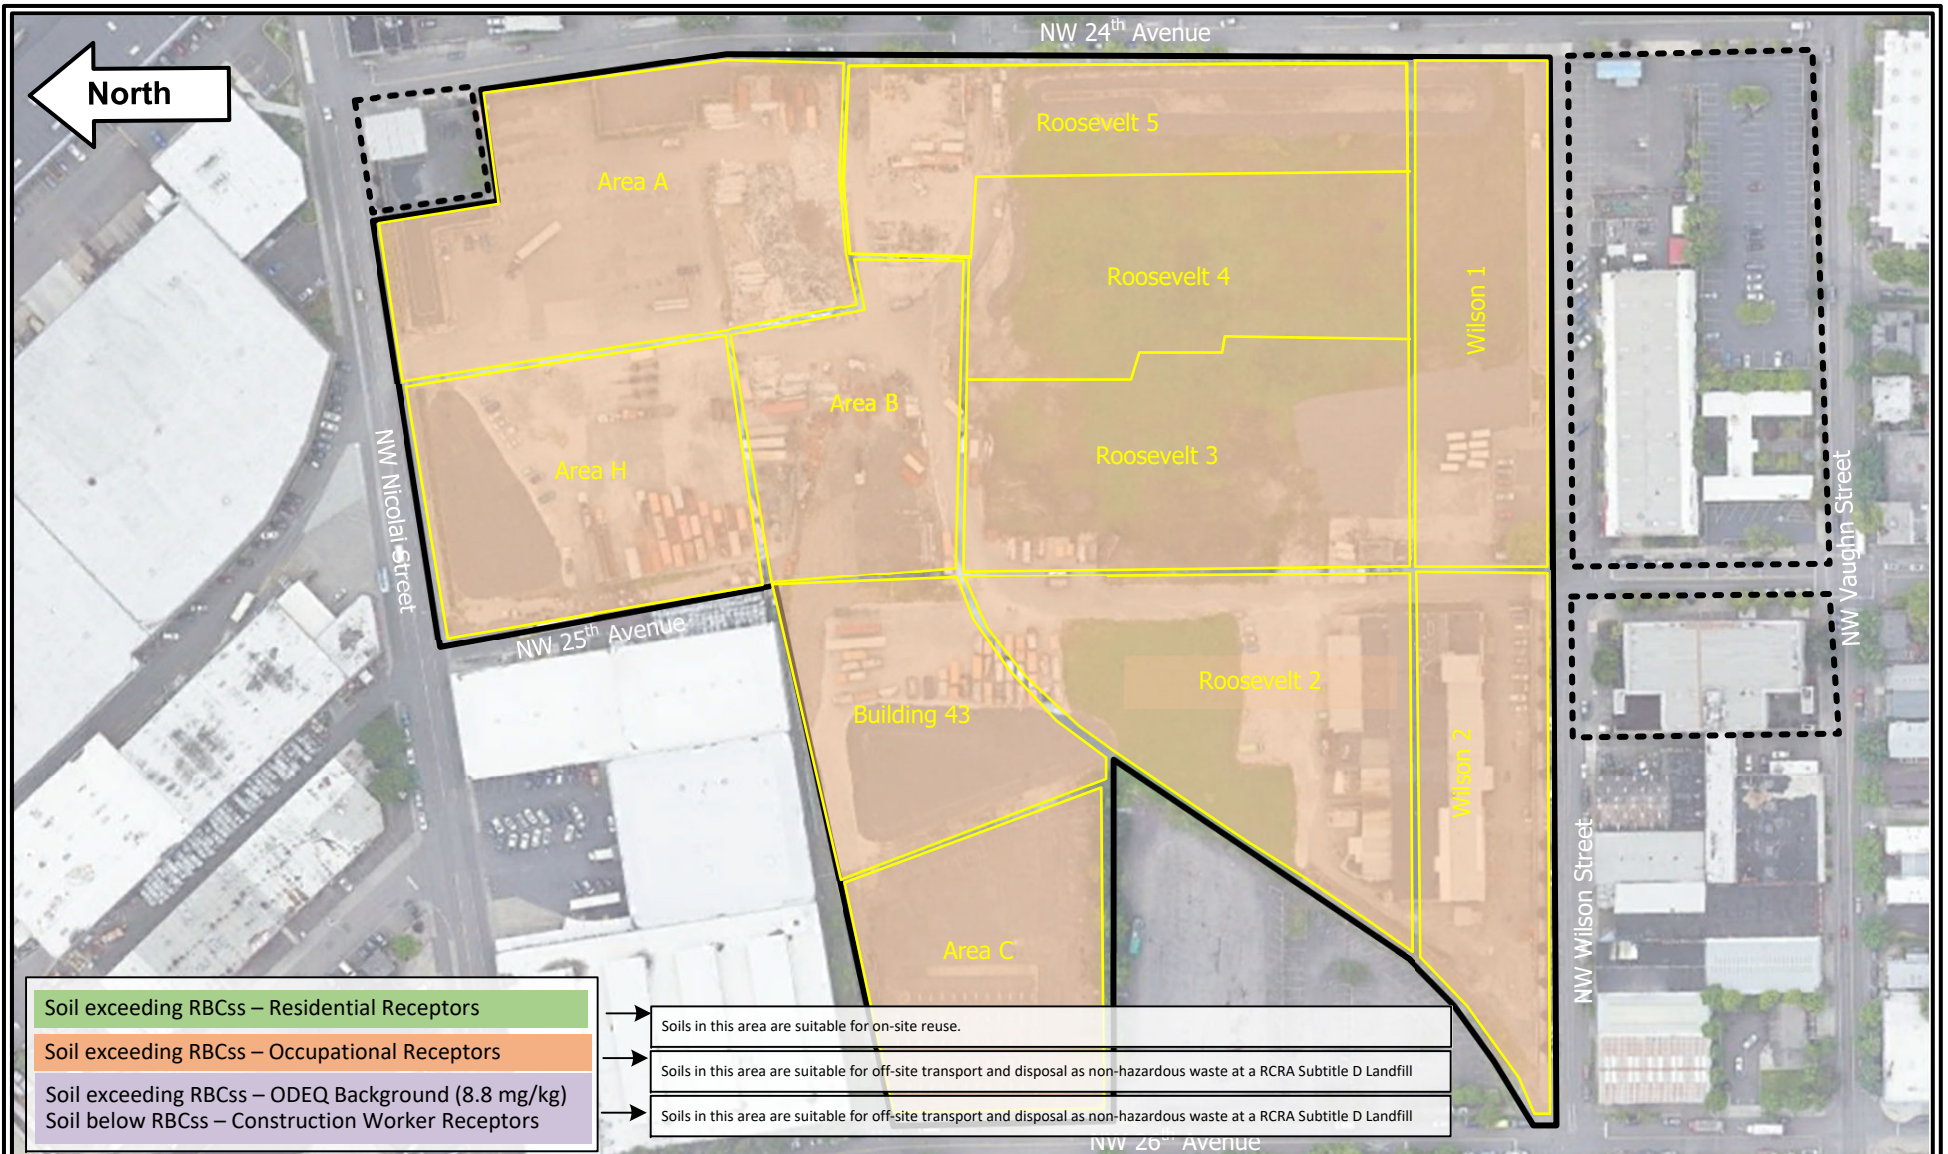 NW 24th Avenue
North
Roosevelt 5
Area A
Roosevelt 4
Wilson 1
Area B
Roosevelt 3
Area H
NW Nicolai Street
NW Vaughn Street
NW 25th Avenue
Roosevelt 2
Building 43
Wilson 2
NW Wilson Street
Area C
Soil exceeding RBCss – Residential Receptors
Soils in this area are suitable for on-site reuse.
Soil exceeding RBCss – Occupational Receptors
Soils in this area are suitable for off-site transport and disposal as non-hazardous waste at a RCRA Subtitle D Landfill
Soil exceeding RBCss – ODEQ Background (8.8 mg/kg)
Soil below RBCss – Construction Worker Receptors
Soils in this area are suitable for off-site transport and disposal as non-hazardous waste at a RCRA Subtitle D Landfill
NW 26th Avenue